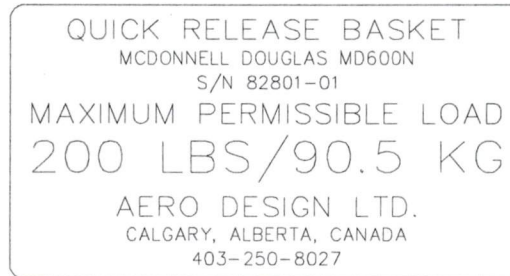 QUICK RELEASE BASKET
MCDONNELL DOUGLAS MD600N
S/N 82801-01
MAXIMUM PERMISSIBLE LOAD
200 LBS/90.5 KG
AERO DESIGN LTD.
CALGARY, ALBERTA, CANADA
403-250-8027